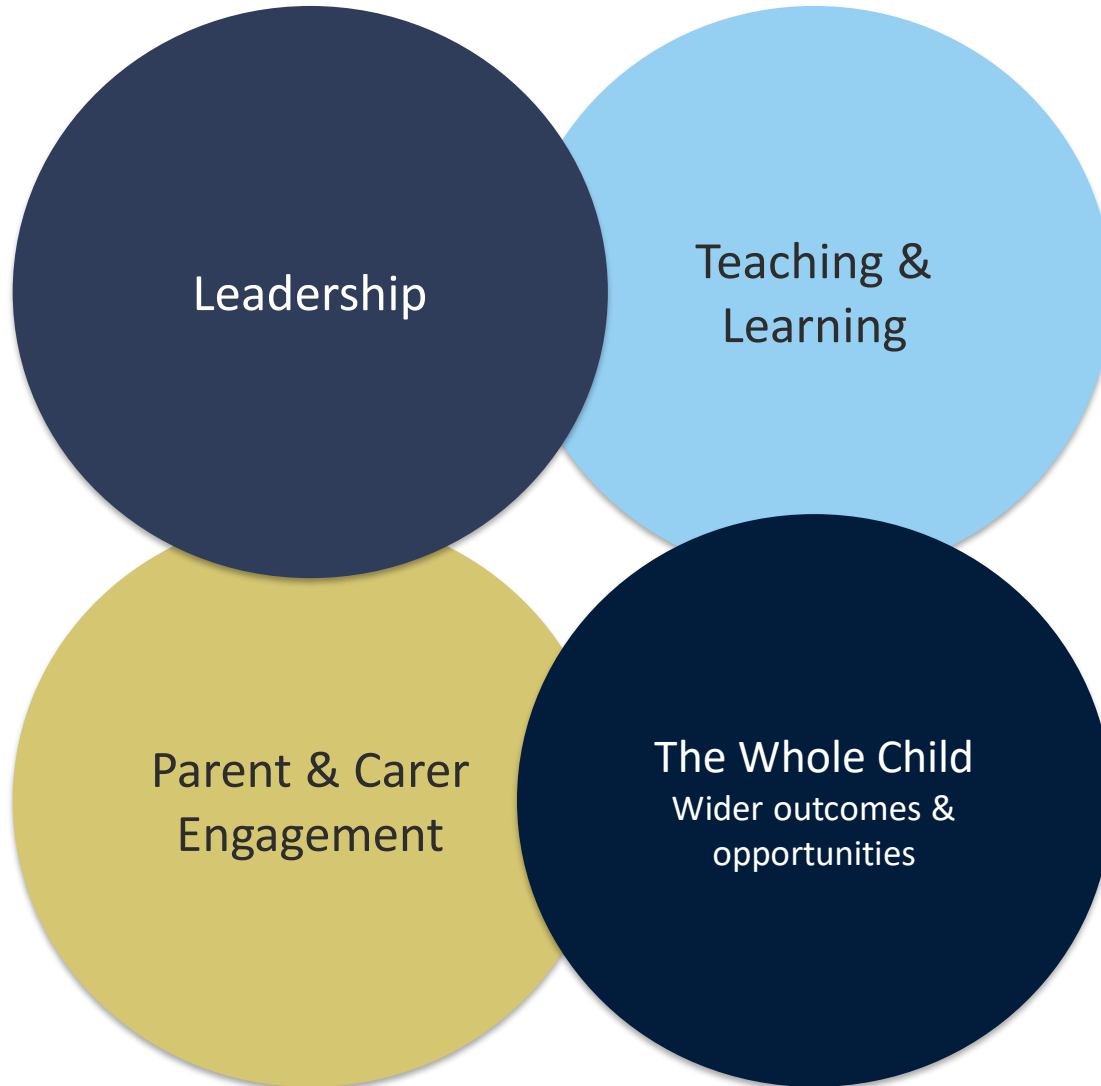 Leadership
Teaching &
Learning
Parent & Carer
Engagement
The Whole Child
Wider outcomes &
opportunities